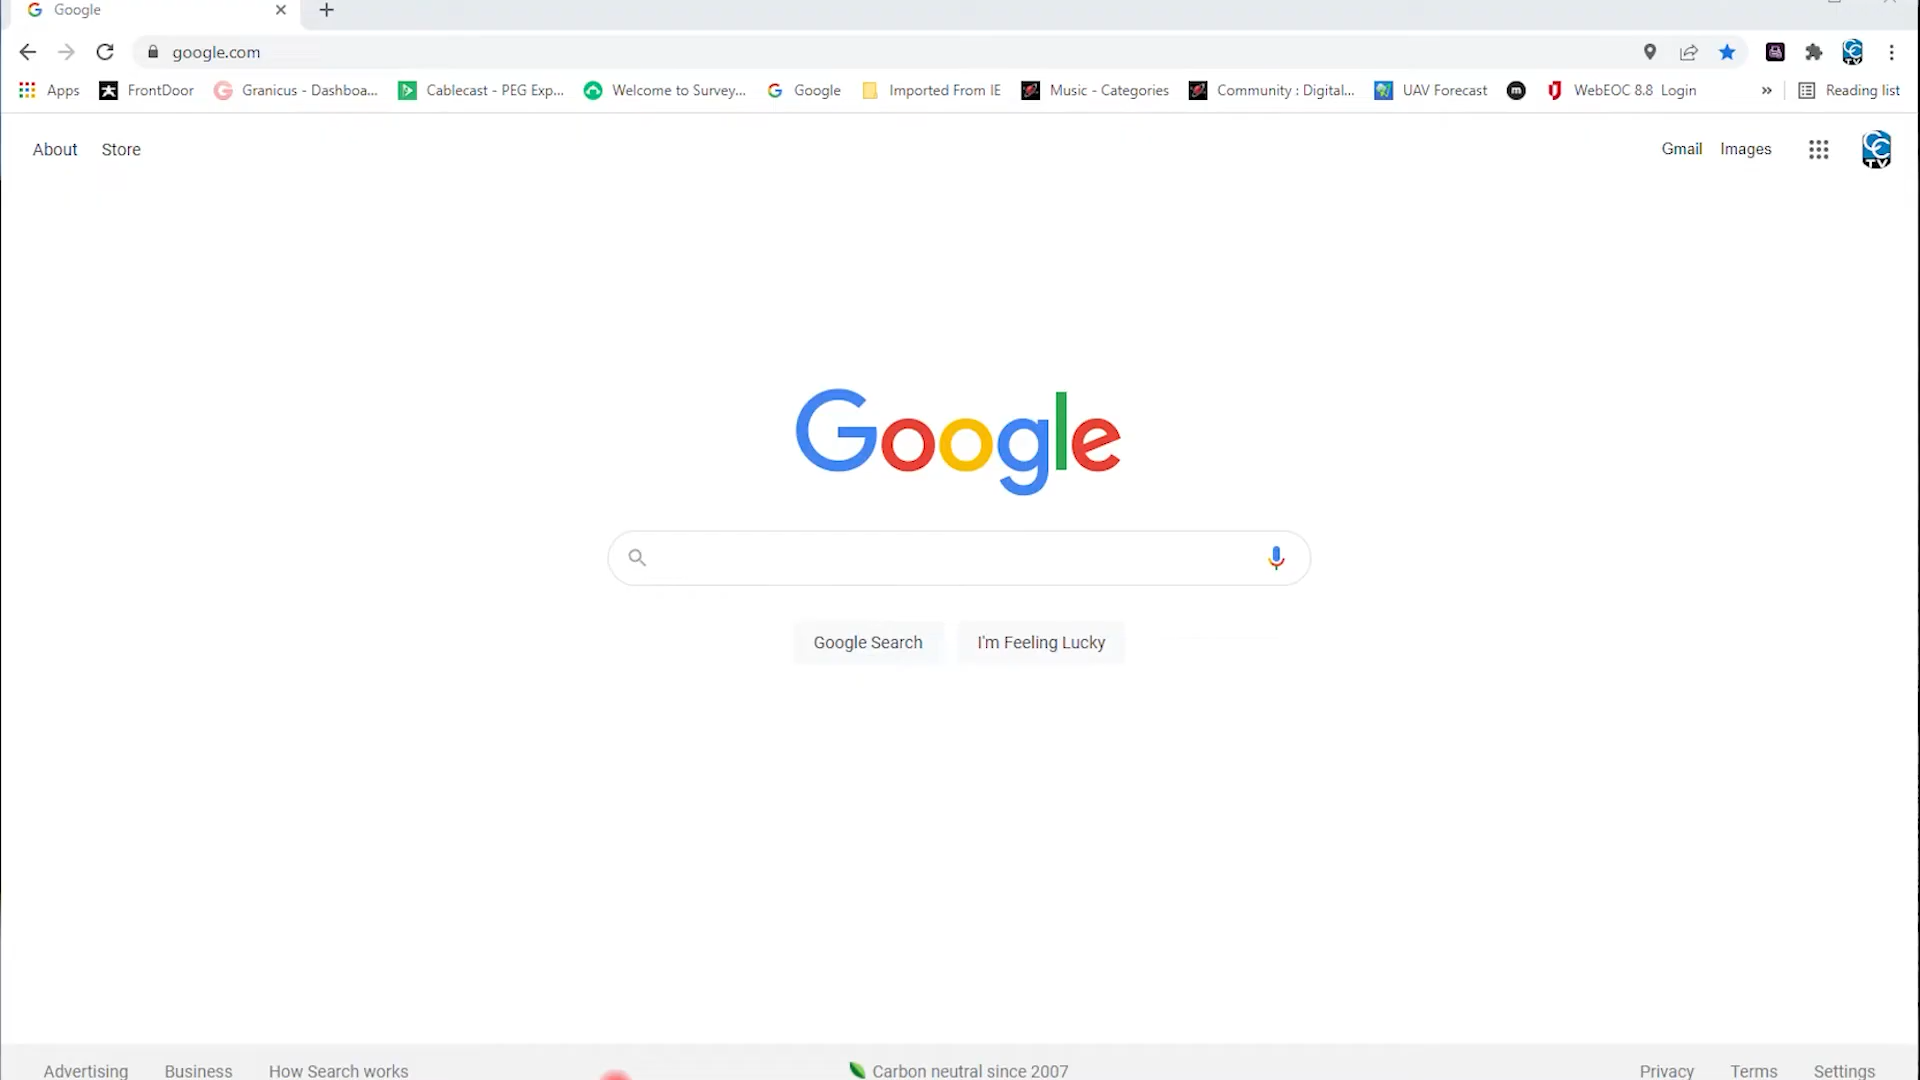 Google
google.com
Apps FrontDoor Granicus - Dashboa... Cablecast - PEG Exp... Welcome to Survey... Google Imported From IE Music - Categories Community : Digital... UAV Forecast m WebEOC 8.8 Login » Reading list
About Store Gmail Images CC TV
Google
Google Search I'm Feeling Lucky
Advertising Business How Search works Carbon neutral since 2007 Privacy Terms Settings